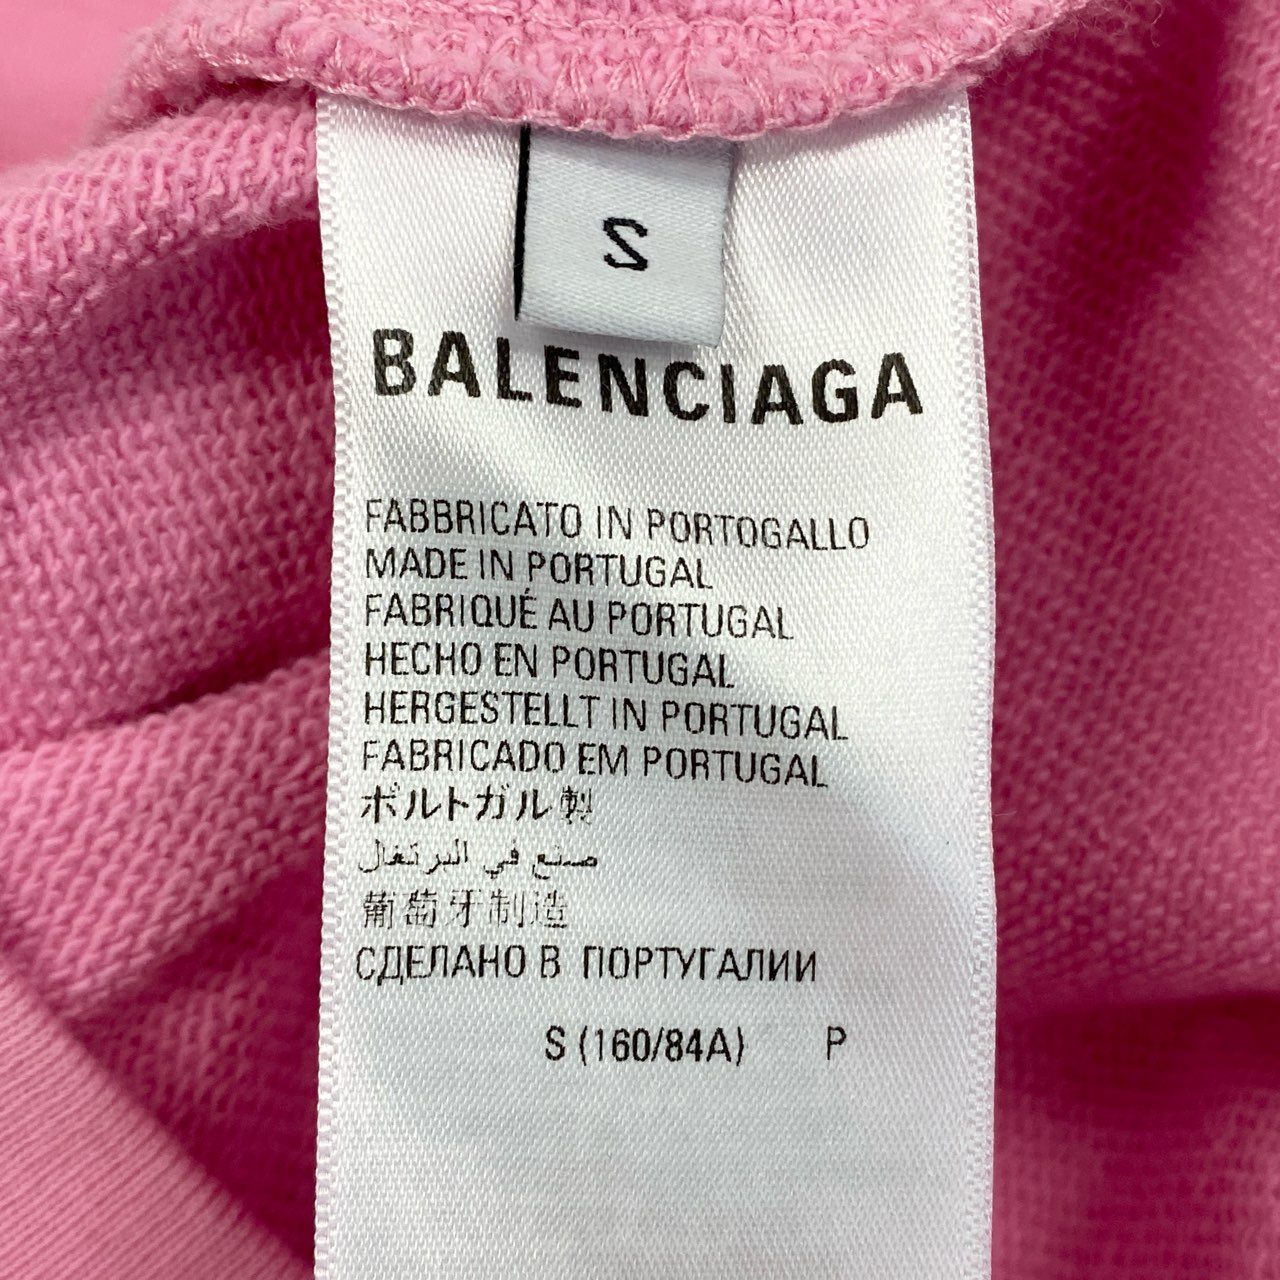 S
BALENCIAGA
FABBRICATO IN PORTOGALLO
MADE IN PORTUGAL
FABRIQUÉ AU PORTUGAL
HECHO EN PORTUGAL
HERGESTELLT IN PORTUGAL
FABRICADO EM PORTUGAL
ポルトガル製
صنع في البرتغال
葡萄牙制造
СДЕЛАНО В ПОРТУГАЛИИ
S (160/84A) P